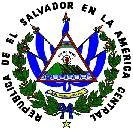 REPUBLICA DE EL SALVADOR EN LA AMERICA CENTRAL